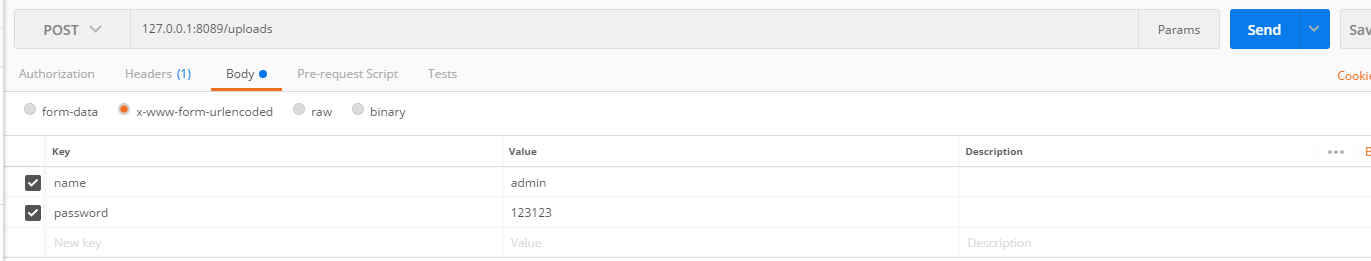 POST 127.0.0.1:8089/uploads Params Send Sav
Authorization Headers (1) Body Pre-request Script Tests Cookie
form-data x-www-form-urlencoded raw binary
Key Value Description ••• B
name admin
password 123123
New key Value Description